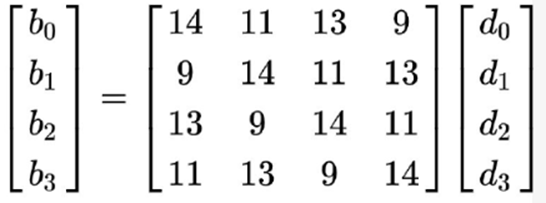 b0 14 11 13 9 d0
b1 = 9 14 11 13 d1
b2 13 9 14 11 d2
b3 11 13 9 14 d3